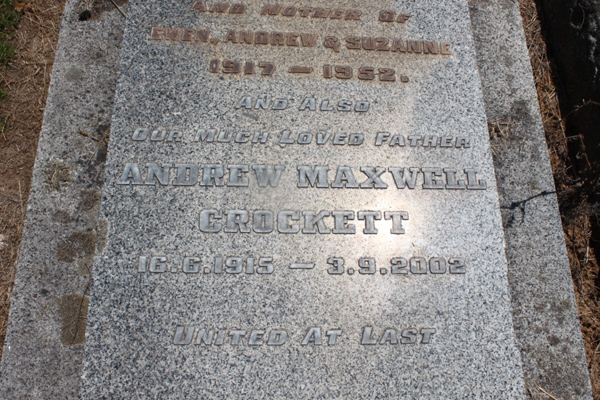 AND MOTHER OF
EWEN, ANDREW & SUZANNE
1917 — 1952.
AND ALSO
OUR MUCH LOVED FATHER
ANDREW MAXWELL
CROCKETT
16.6.1915 — 3.9.2002
UNITED AT LAST